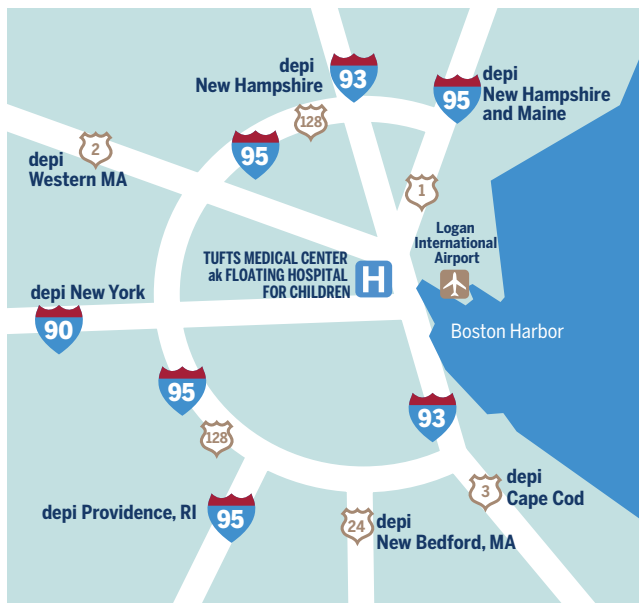 depi
New Hampshire
93
95
depi
New Hampshire
and Maine
128
95
2
depi
Western MA
1
Logan
International
Airport
TUFTS MEDICAL CENTER
ak FLOATING HOSPITAL
FOR CHILDREN
H
depi New York
90
Boston Harbor
95
93
128
3
depi
Cape Cod
depi Providence, RI
95
24
depi
New Bedford, MA